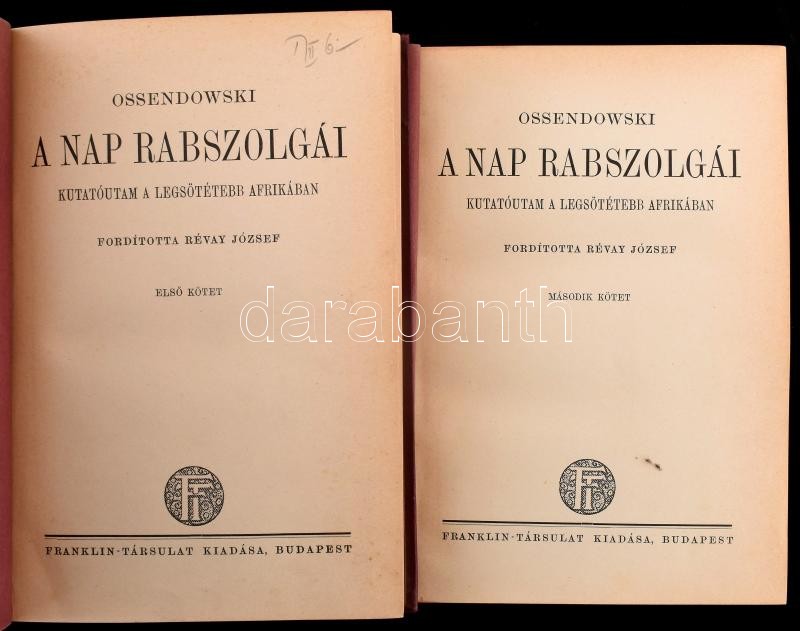 OSSENDOWSKI
A NAP RABSZOLGÁI
KUTATÓUTAM A LEGSÖTÉTEBB AFRIKÁBAN
FORDÍTOTTA RÉVAY JÓZSEF
ELSŐ KÖTET
FRANKLIN-TÁRSULAT KIADÁSA, BUDAPEST
OSSENDOWSKI
A NAP RABSZOLGÁI
KUTATÓUTAM A LEGSÖTÉTEBB AFRIKÁBAN
FORDÍTOTTA RÉVAY JÓZSEF
MÁSODIK KÖTET
FRANKLIN-TÁRSULAT KIADÁSA, BUDAPEST
darabanth